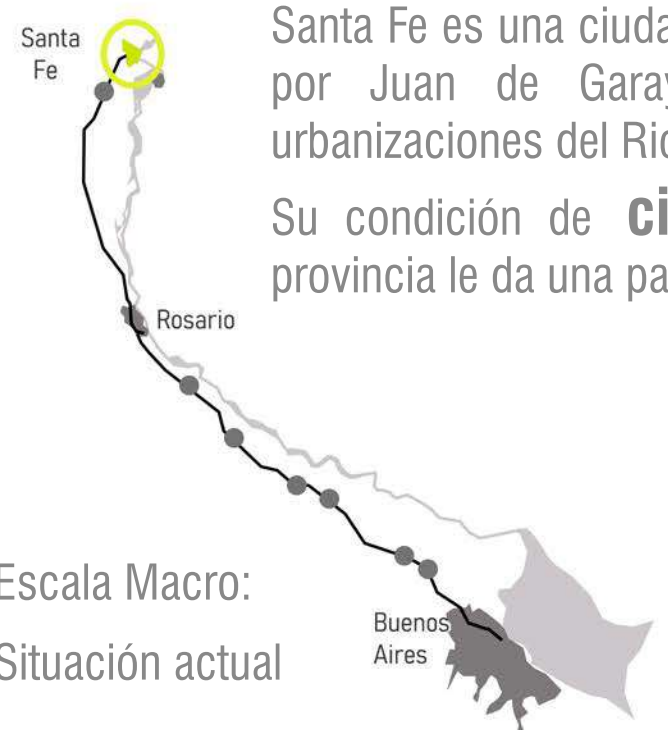 Santa Fe es una ciuda
por Juan de Garay
urbanizaciones del Rio
Su condición de ci
provincia le da una pa
Santa
Fe
Rosario
Escala Macro:
Situación actual
Buenos
Aires